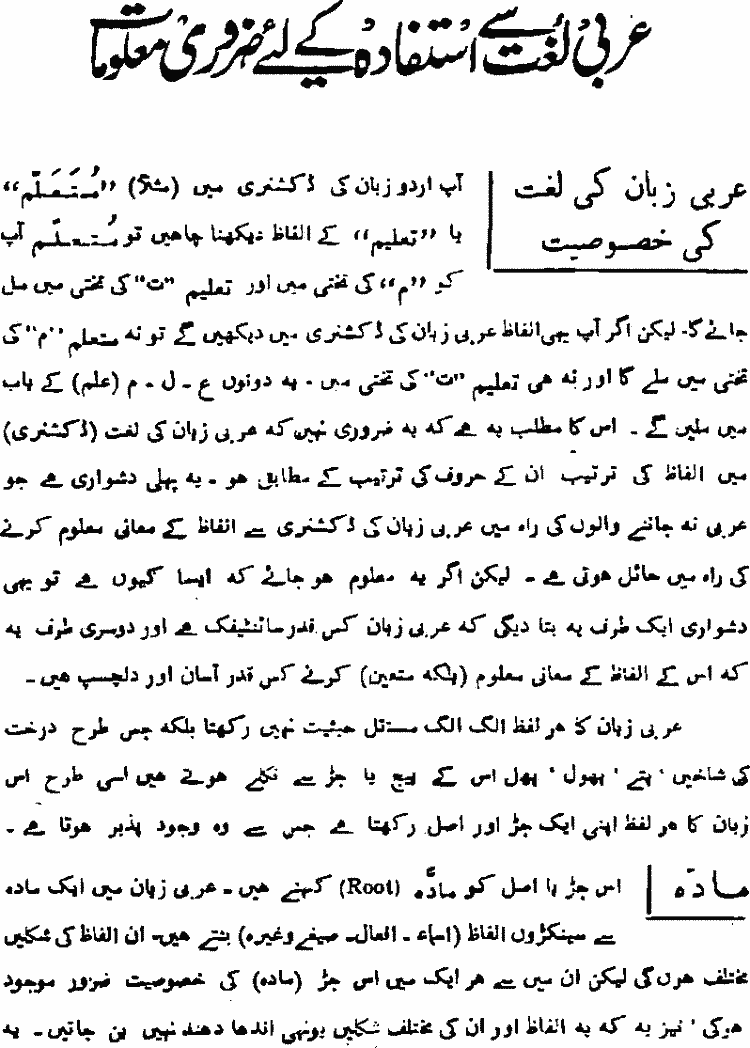 عربی لُغت سے استفادہ کے لئے ضروری معلومات
عربی زبان کی لغت
کی خصوصیت
آپ اردو زبان کی ڈکشنری میں (مثلاً) ”مُتَعَلِّم“
یا ”تعلیم“ کے الفاظ دیکھنا چاہیں تو مُتعلّم آپ
کو ”م“ کی تختی میں اور تعلیم ”ت“ کی تختی میں مل
جائے گا۔ لیکن اگر آپ یہی الفاظ عربی زبان کی ڈکشنری میں دیکھیں گے تو نہ متعلم ”م“ کی
تختی میں ملے گا اور نہ ہی تعلیم ”ت“ کی تختی میں ۔ یہ دونوں ع ۔ ل ۔ م (علم) کے باب
میں ملیں گے ۔ اس کا مطلب یہ ہے کہ یہ ضروری نہیں کہ عربی زبان کی لغت (ڈکشنری)
میں الفاظ کی ترتیب ان کے حروف کی ترتیب کے مطابق ہو ۔ یہ پہلی دشواری ہے جو
عربی نہ جاننے والوں کی راہ میں عربی زبان کی ڈکشنری سے الفاظ کے معانی معلوم کرنے
کی راہ میں حائل ہوتی ہے ۔ لیکن اگر یہ معلوم ہو جائے کہ ایسا کیوں ہے تو یہی
دشواری ایک طرف یہ بتا دیگی کہ عربی زبان کس قدر سائنٹیفک ہے اور دوسری طرف یہ
کہ اس کے الفاظ کے معانی معلوم (بلکہ متعین) کرنے کس قدر آسان اور دلچسپ ہیں ۔
عربی زبان کا ہر لفظ الگ الگ مستقل حیثیت نہیں رکھتا بلکہ جس طرح درخت
کی شاخیں ' پتے ' پھول ' پھل اس کے بیج یا جڑ سے نکلے ہوتے ہیں اسی طرح اس
زبان کا ہر لفظ اپنی ایک جڑ اور اصل رکھتا ہے جس سے وہ وجود پذیر ہوتا ہے ۔
مادّہ
اس جڑ یا اصل کو مادَّہ (Root) کہتے ہیں ۔ عربی زبان میں ایک مادہ
سے سینکڑوں الفاظ (اسماء ۔ افعال۔ صیغے وغیرہ) بنتے ہیں۔ ان الفاظ کی شکلیں
مختلف ہوں گی لیکن ان میں سے ہر ایک میں اس جڑ (مادہ) کی خصوصیت ضرور موجود
ہوگی ' نیز یہ کہ یہ الفاظ اور ان کی مختلف شکلیں یونہی اندھا دھند نہیں بن جاتیں ۔ یہ